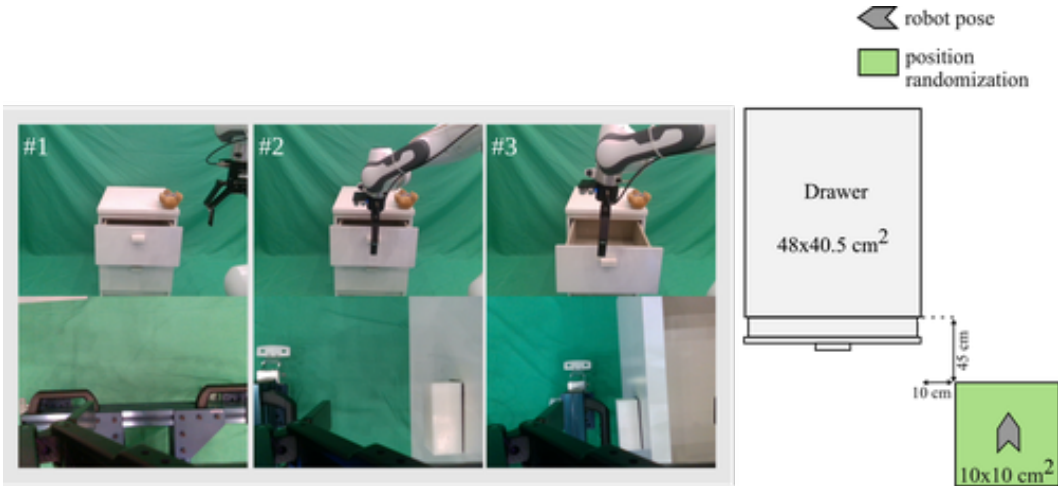 robot pose
position
randomization
#1
#2
#3
Drawer
48x40.5 cm²
45 cm
10 cm
10x10 cm²